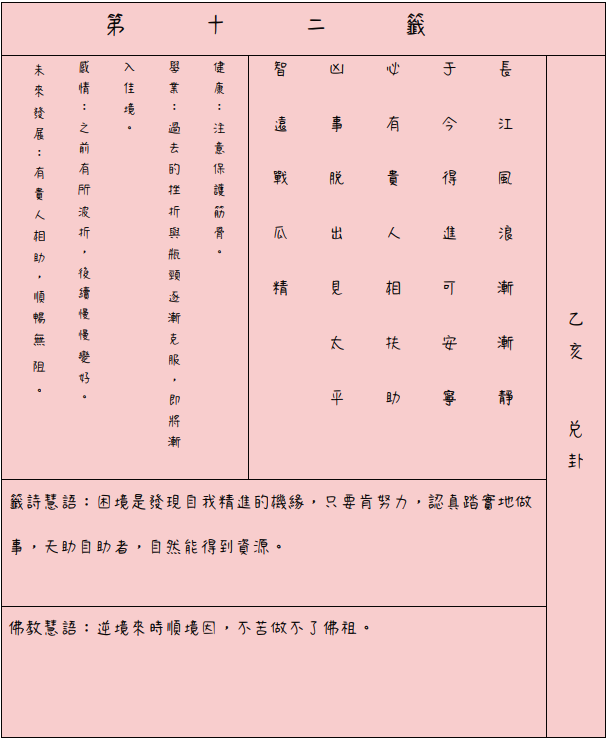 第十二籤
乙亥 兌卦
長江風浪漸漸靜
于今得進可安寧
必有貴人相扶助
凶事脫出見太平
智遠戰瓜精
健康：注意保護筋骨。
學業：過去的挫折與瓶頸逐漸克服，即將漸
入佳境。
感情：之前有所波折，後續慢慢變好。
未來發展：有貴人相助，順暢無阻。
籤詩慧語：困境是發現自我精進的機緣，只要肯努力，認真踏實地做
事，天助自助者，自然能得到資源。
佛教慧語：逆境來時順境因，不苦做不了佛祖。